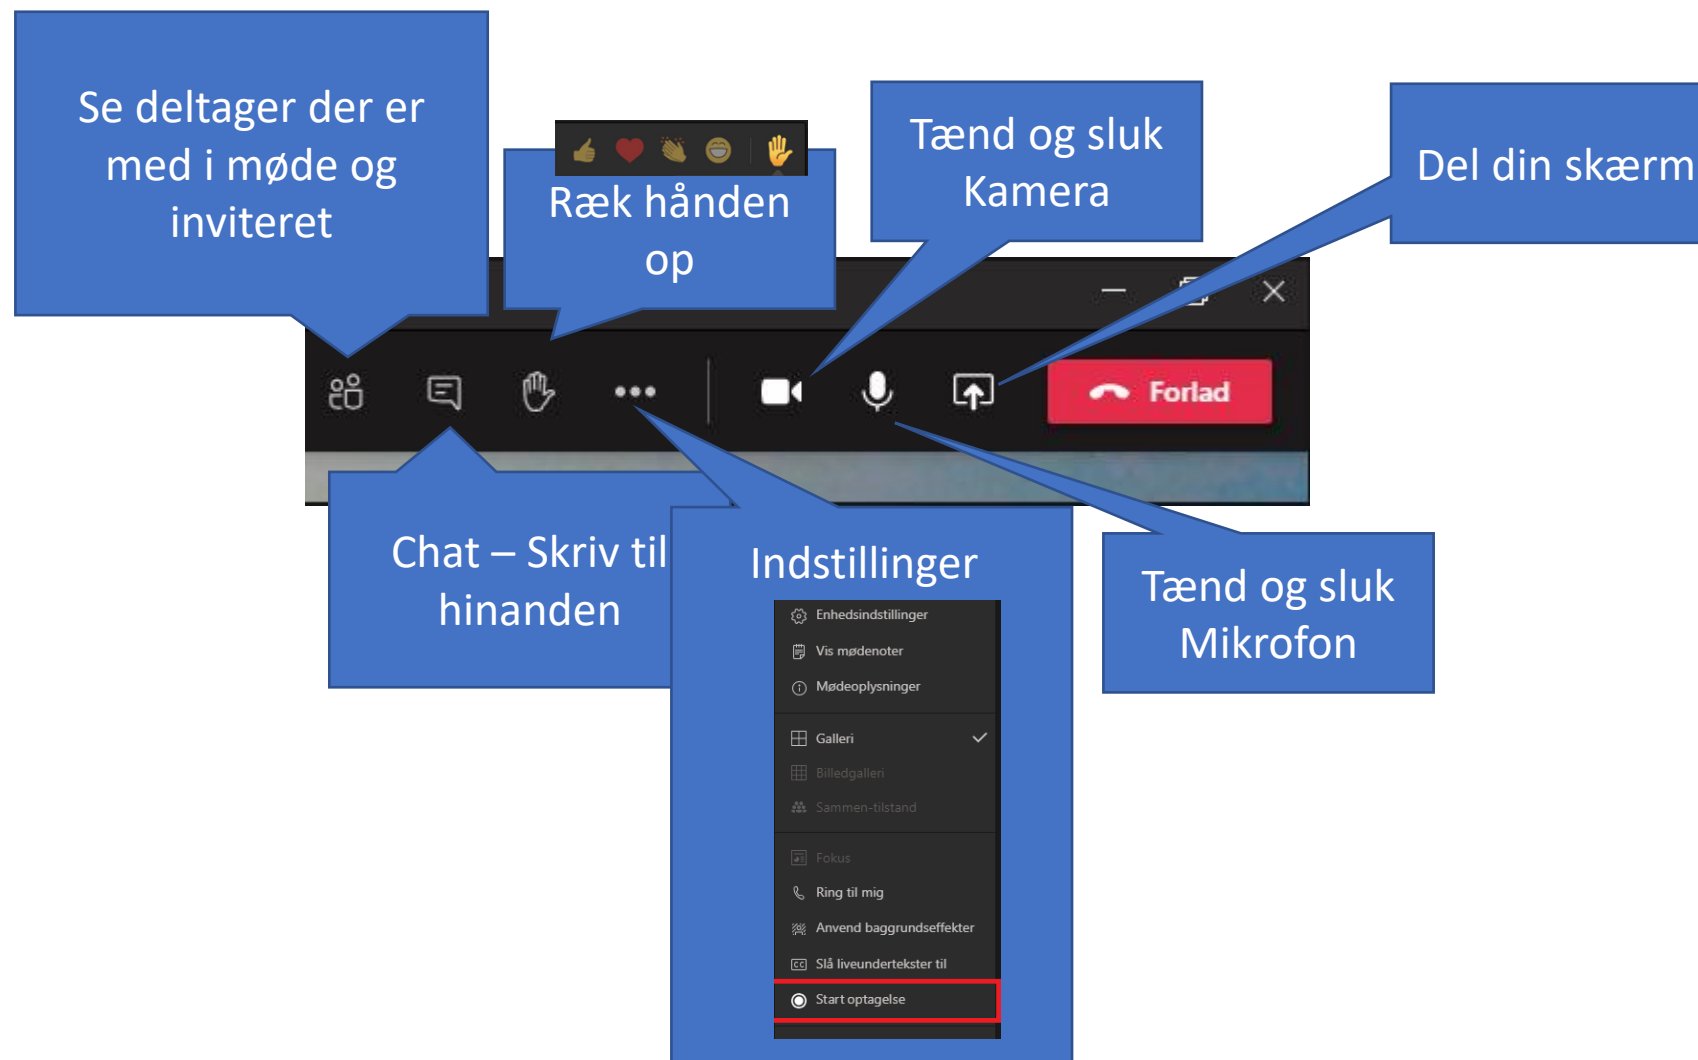 Se deltager der er
med i møde og
inviteret
Ræk hånden
op
Tænd og sluk
Kamera
Del din skærm
Forlad
Chat – Skriv til
hinanden
Indstillinger
Enhedsindstillinger
Vis mødenoter
Mødeoplysninger
Galleri
Billedgalleri
Sammen-tilstand
Fokus
Ring til mig
Anvend baggrundseffekter
CC Slå liveundertekster til
Start optagelse
Tænd og sluk
Mikrofon